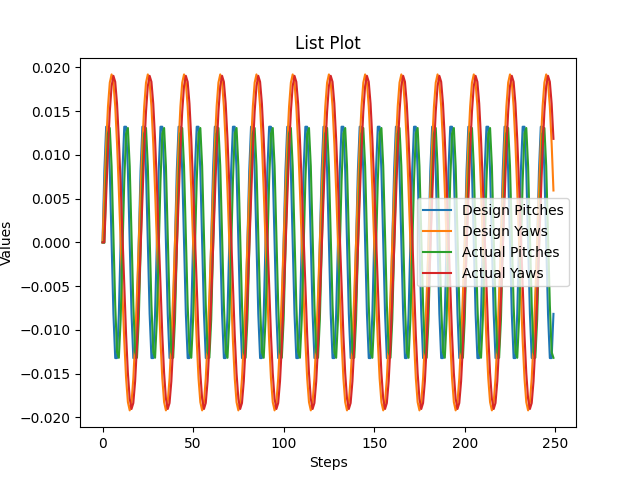 List Plot
0.020
0.015
0.010
0.005
0.000
−0.005
−0.010
−0.015
−0.020
Values
Design Pitches
Design Yaws
Actual Pitches
Actual Yaws
0 50 100 150 200 250
Steps